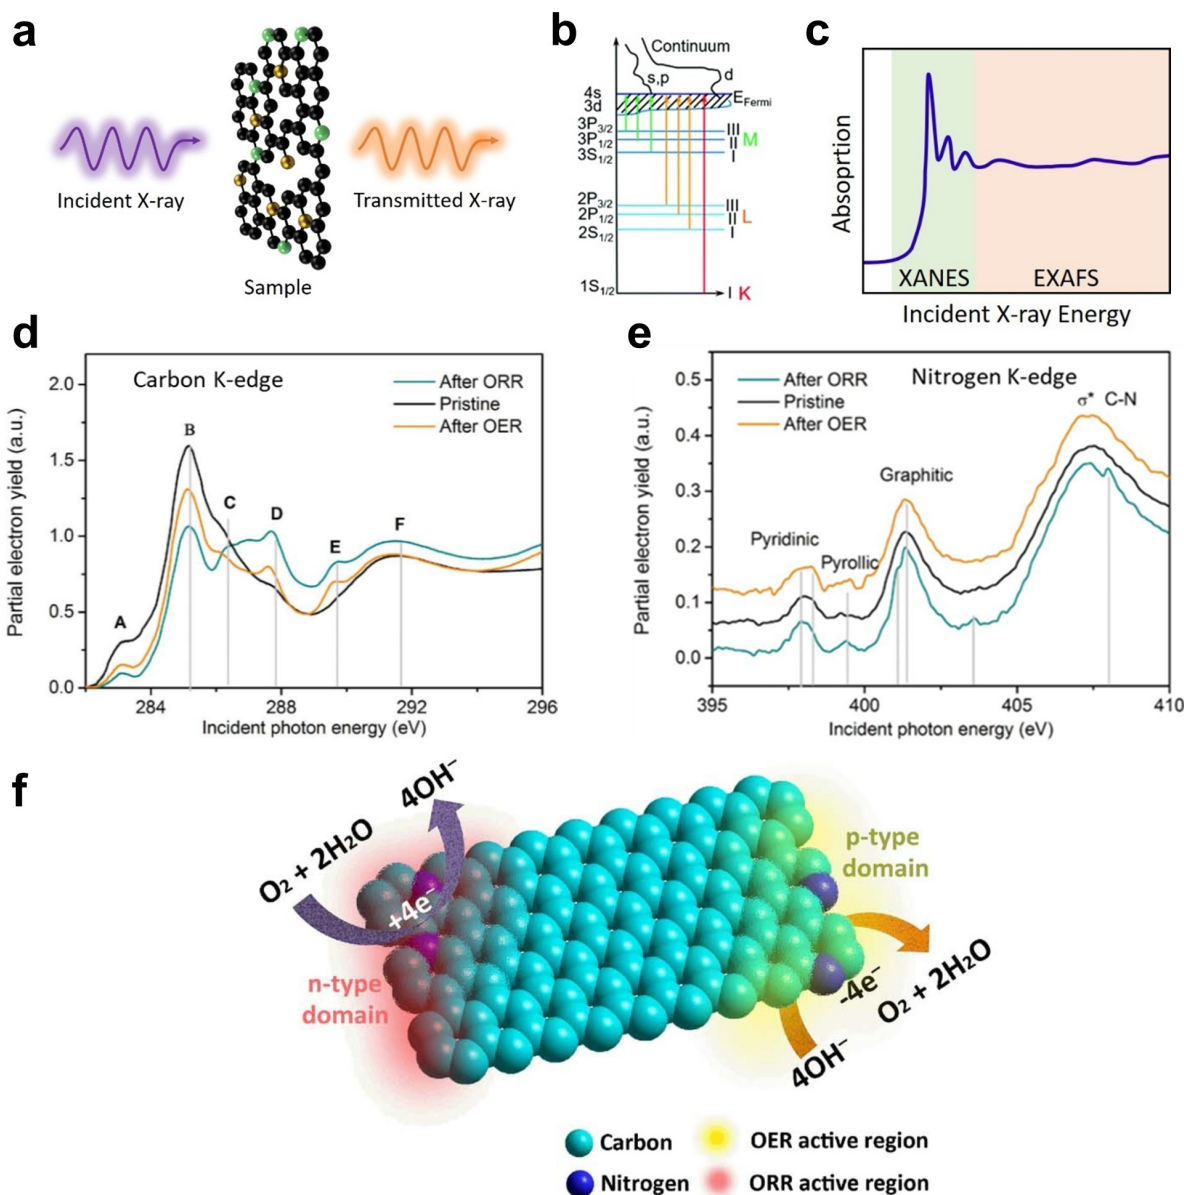 a
Incident X-ray
Transmitted X-ray
Sample
b
Continuum
s,p
d
4s
3d
E_Fermi
3P3/2
3P1/2
3S1/2
III
II
I
M
2P3/2
2P1/2
2S1/2
III
II
I
L
1S1/2
I K
c
Absoprtion
XANES
EXAFS
Incident X-ray Energy
d
Carbon K-edge
After ORR
Pristine
After OER
A
B
C
D
E
F
2.0
1.5
1.0
0.5
0.0
284
288
292
296
Partial electron yield (a.u.)
Incident photon energy (eV)
e
After ORR
Pristine
After OER
Nitrogen K-edge
σ* C-N
Graphitic
Pyridinic
Pyrollic
0.5
0.4
0.3
0.2
0.1
0.0
395
400
405
410
Partial electron yield (a.u.)
Incident photon energy (eV)
f
O₂ + 2H₂O
4OH⁻
+4e⁻
n-type
domain
p-type
domain
-4e⁻
O₂ + 2H₂O
4OH⁻
Carbon
OER active region
Nitrogen
ORR active region